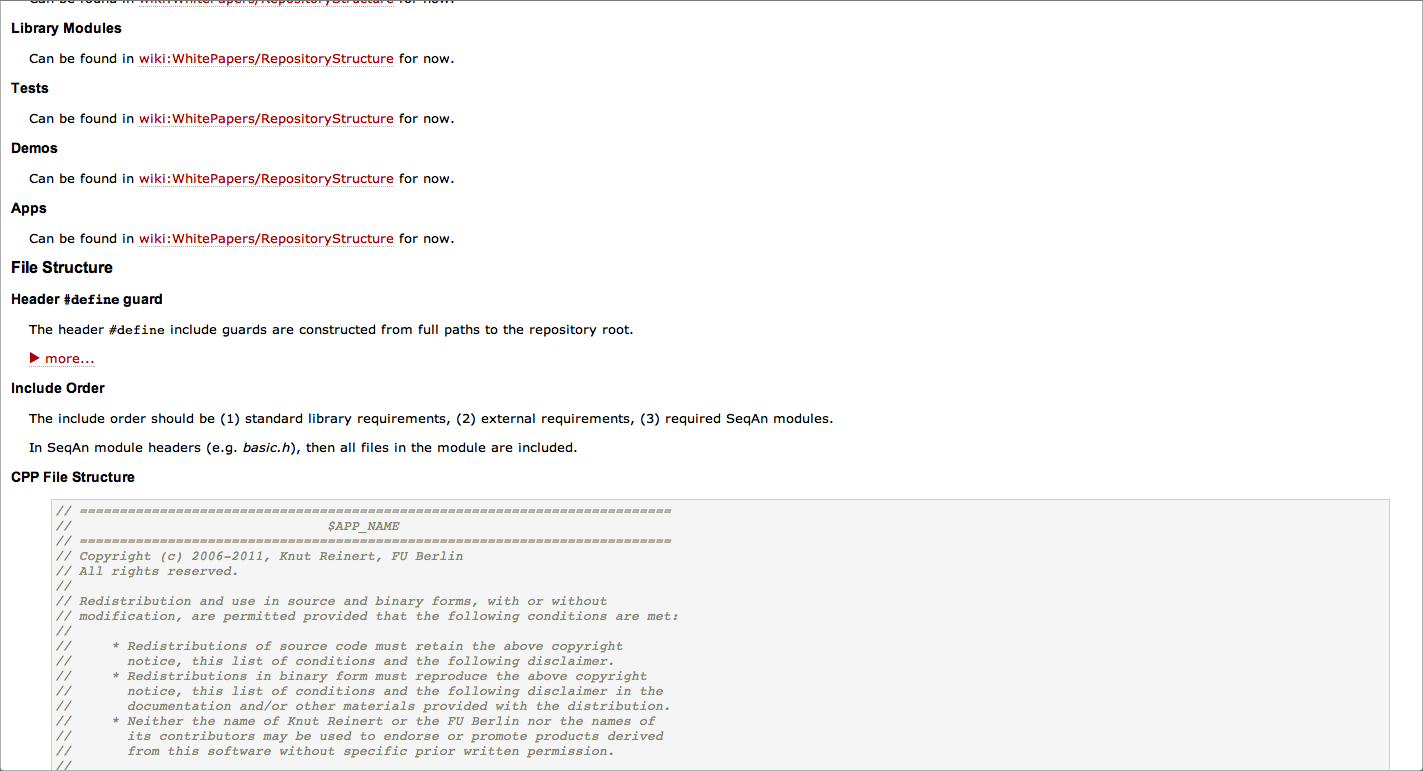 Can be found in wiki:WhitePapers/RepositoryStructure for now.
Library Modules
Can be found in wiki:WhitePapers/RepositoryStructure for now.
Tests
Can be found in wiki:WhitePapers/RepositoryStructure for now.
Demos
Can be found in wiki:WhitePapers/RepositoryStructure for now.
Apps
Can be found in wiki:WhitePapers/RepositoryStructure for now.
File Structure
Header #define guard
The header #define include guards are constructed from full paths to the repository root.
▶ more...
Include Order
The include order should be (1) standard library requirements, (2) external requirements, (3) required SeqAn modules.
In SeqAn module headers (e.g. basic.h), then all files in the module are included.
CPP File Structure
// ==========================================================================
//                                $APP_NAME
// ==========================================================================
// Copyright (c) 2006-2011, Knut Reinert, FU Berlin
// All rights reserved.
//
// Redistribution and use in source and binary forms, with or without
// modification, are permitted provided that the following conditions are met:
//
//     * Redistributions of source code must retain the above copyright
//       notice, this list of conditions and the following disclaimer.
//     * Redistributions in binary form must reproduce the above copyright
//       notice, this list of conditions and the following disclaimer in the
//       documentation and/or other materials provided with the distribution.
//     * Neither the name of Knut Reinert or the FU Berlin nor the names of
//       its contributors may be used to endorse or promote products derived
//       from this software without specific prior written permission.
//